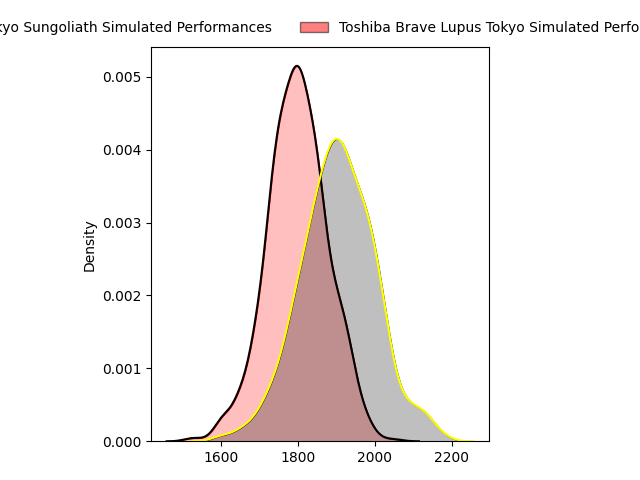 kyo Sungoliath Simulated Performances Toshiba Brave Lupus Tokyo Simulated Perfo
0.005
0.004
0.003
0.002
0.001
0.000
Density
1600 1800 2000 2200